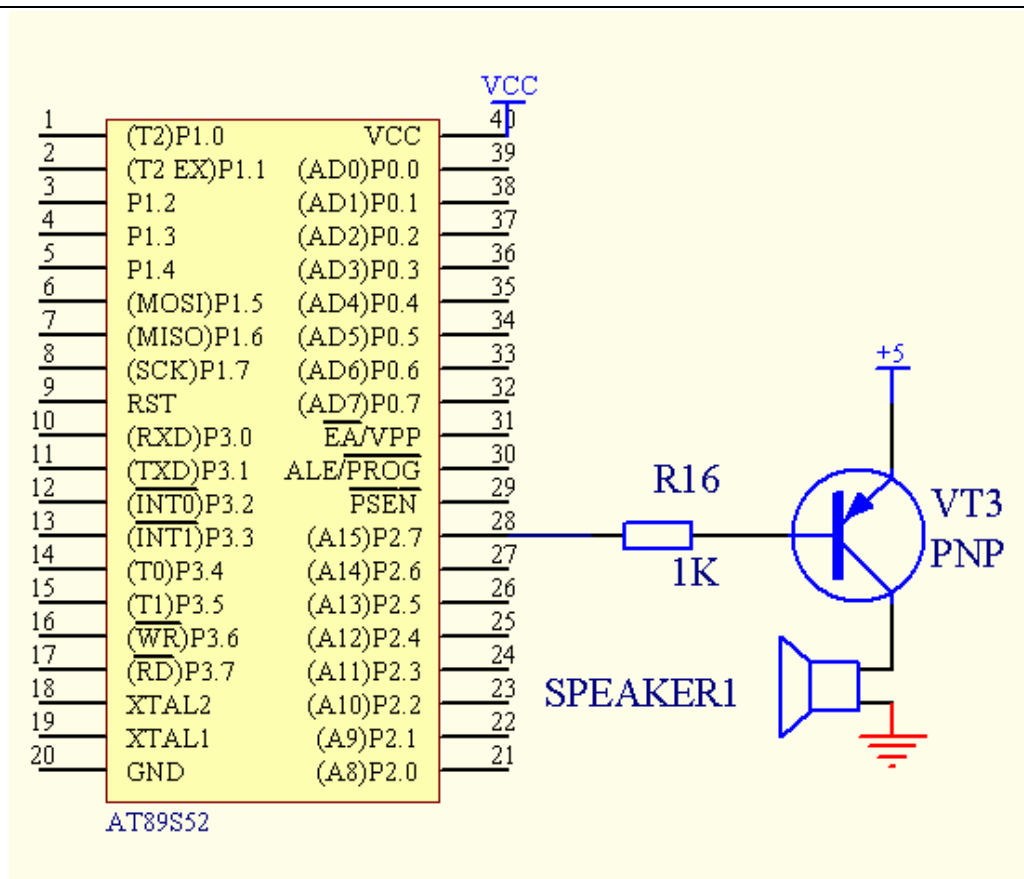 VCC
1 (T2)P1.0 VCC 40
2 (T2 EX)P1.1 (AD0)P0.0 39
3 P1.2 (AD1)P0.1 38
4 P1.3 (AD2)P0.2 37
5 P1.4 (AD3)P0.3 36
6 (MOSI)P1.5 (AD4)P0.4 35
7 (MISO)P1.6 (AD5)P0.5 34
8 (SCK)P1.7 (AD6)P0.6 33
9 RST (AD7)P0.7 32
10 (RXD)P3.0 EA/VPP 31
11 (TXD)P3.1 ALE/PROG 30
12 (INT0)P3.2 PSEN 29
13 (INT1)P3.3 (A15)P2.7 28
14 (T0)P3.4 (A14)P2.6 27
15 (T1)P3.5 (A13)P2.5 26
16 (WR)P3.6 (A12)P2.4 25
17 (RD)P3.7 (A11)P2.3 24
18 XTAL2 (A10)P2.2 23
19 XTAL1 (A9)P2.1 22
20 GND (A8)P2.0 21
AT89S52
+5
R16
1K
VT3
PNP
SPEAKER1